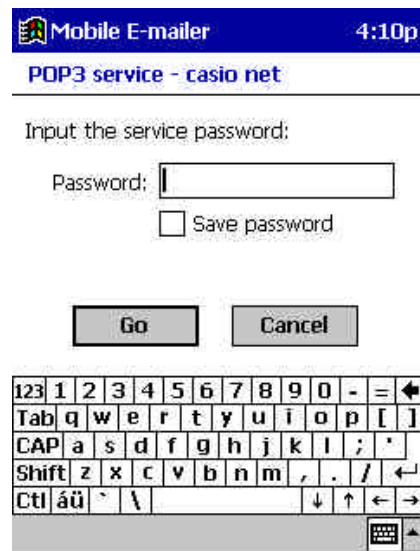 Mobile E-mailer 4:10p
POP3 service - casio net
Input the service password:
Password:
Save password
Go Cancel
123 1 2 3 4 5 6 7 8 9 0 - =
Tab q w e r t y u i o p [ ]
CAP a s d f g h j k l ; '
Shift z x c v b n m , . /
Ctl áü ` \